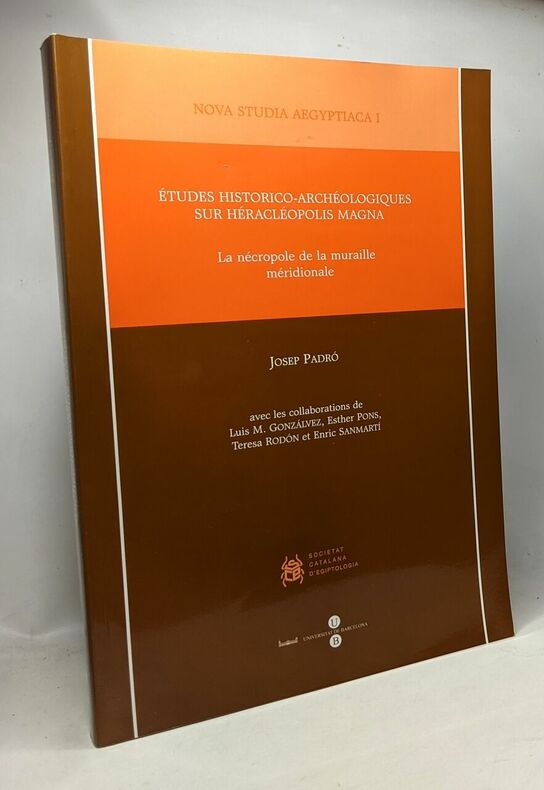 NOVA STUDIA AEGYPTIACA I
ÉTUDES HISTORICO-ARCHÉOLOGIQUES
SUR HÉRACLÉOPOLIS MAGNA
La nécropole de la muraille
méridionale
JOSEP PADRÓ
avec les collaborations de
Luis M. GONZÁLVEZ, Esther PONS,
Teresa RODÓN et Enric SANMARTÍ
SOCIETAT
CATALANA
D'EGIPTOLOGIA
UNIVERSITAT DE BARCELONA
U
B